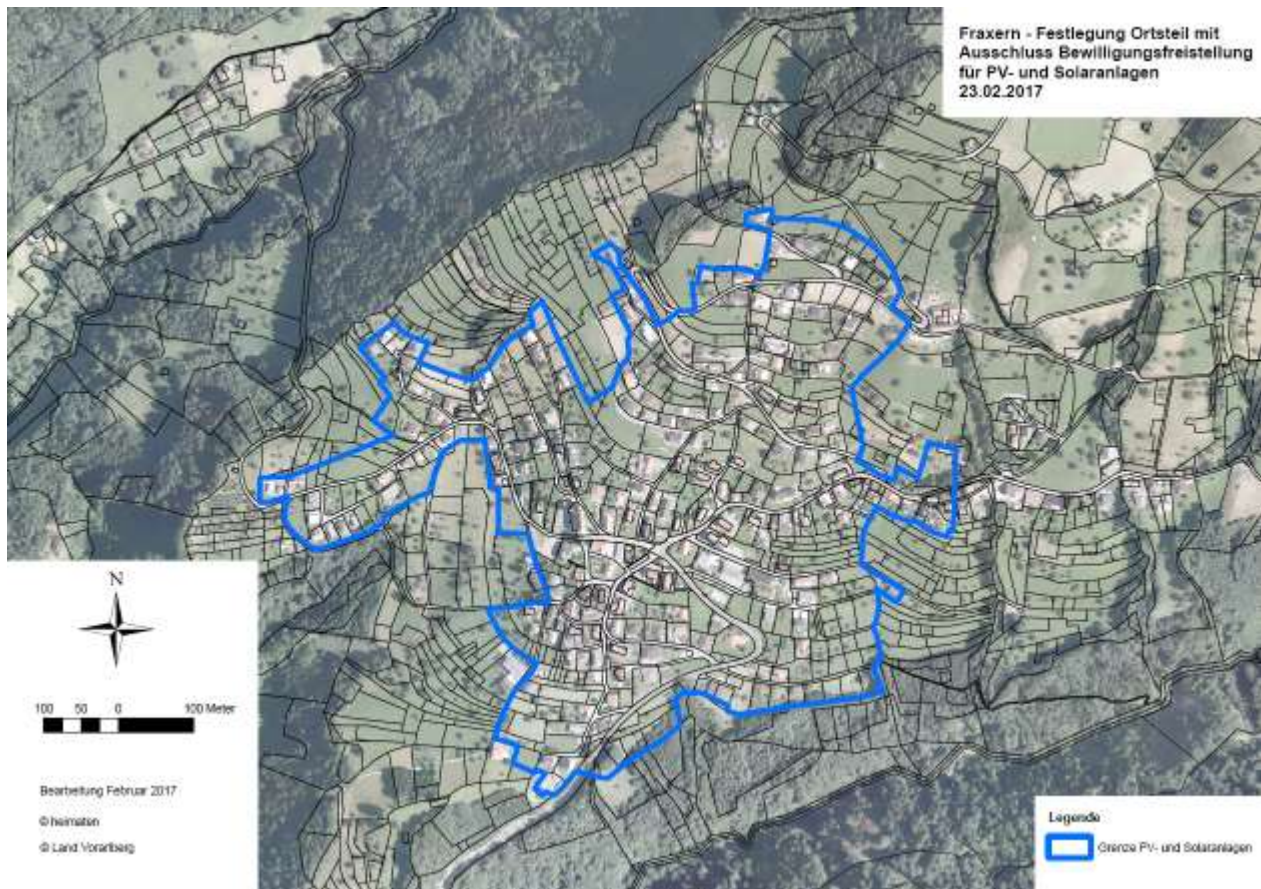 Fraxern - Festlegung Ortsteil mit
Ausschluss Bewilligungsfreistellung
für PV- und Solaranlagen
23.02.2017
N
100 50 0 100 Meter
Bearbeitung Februar 2017
© heimaten
© Land Vorarlberg
Legende
Grenze PV- und Solaranlagen